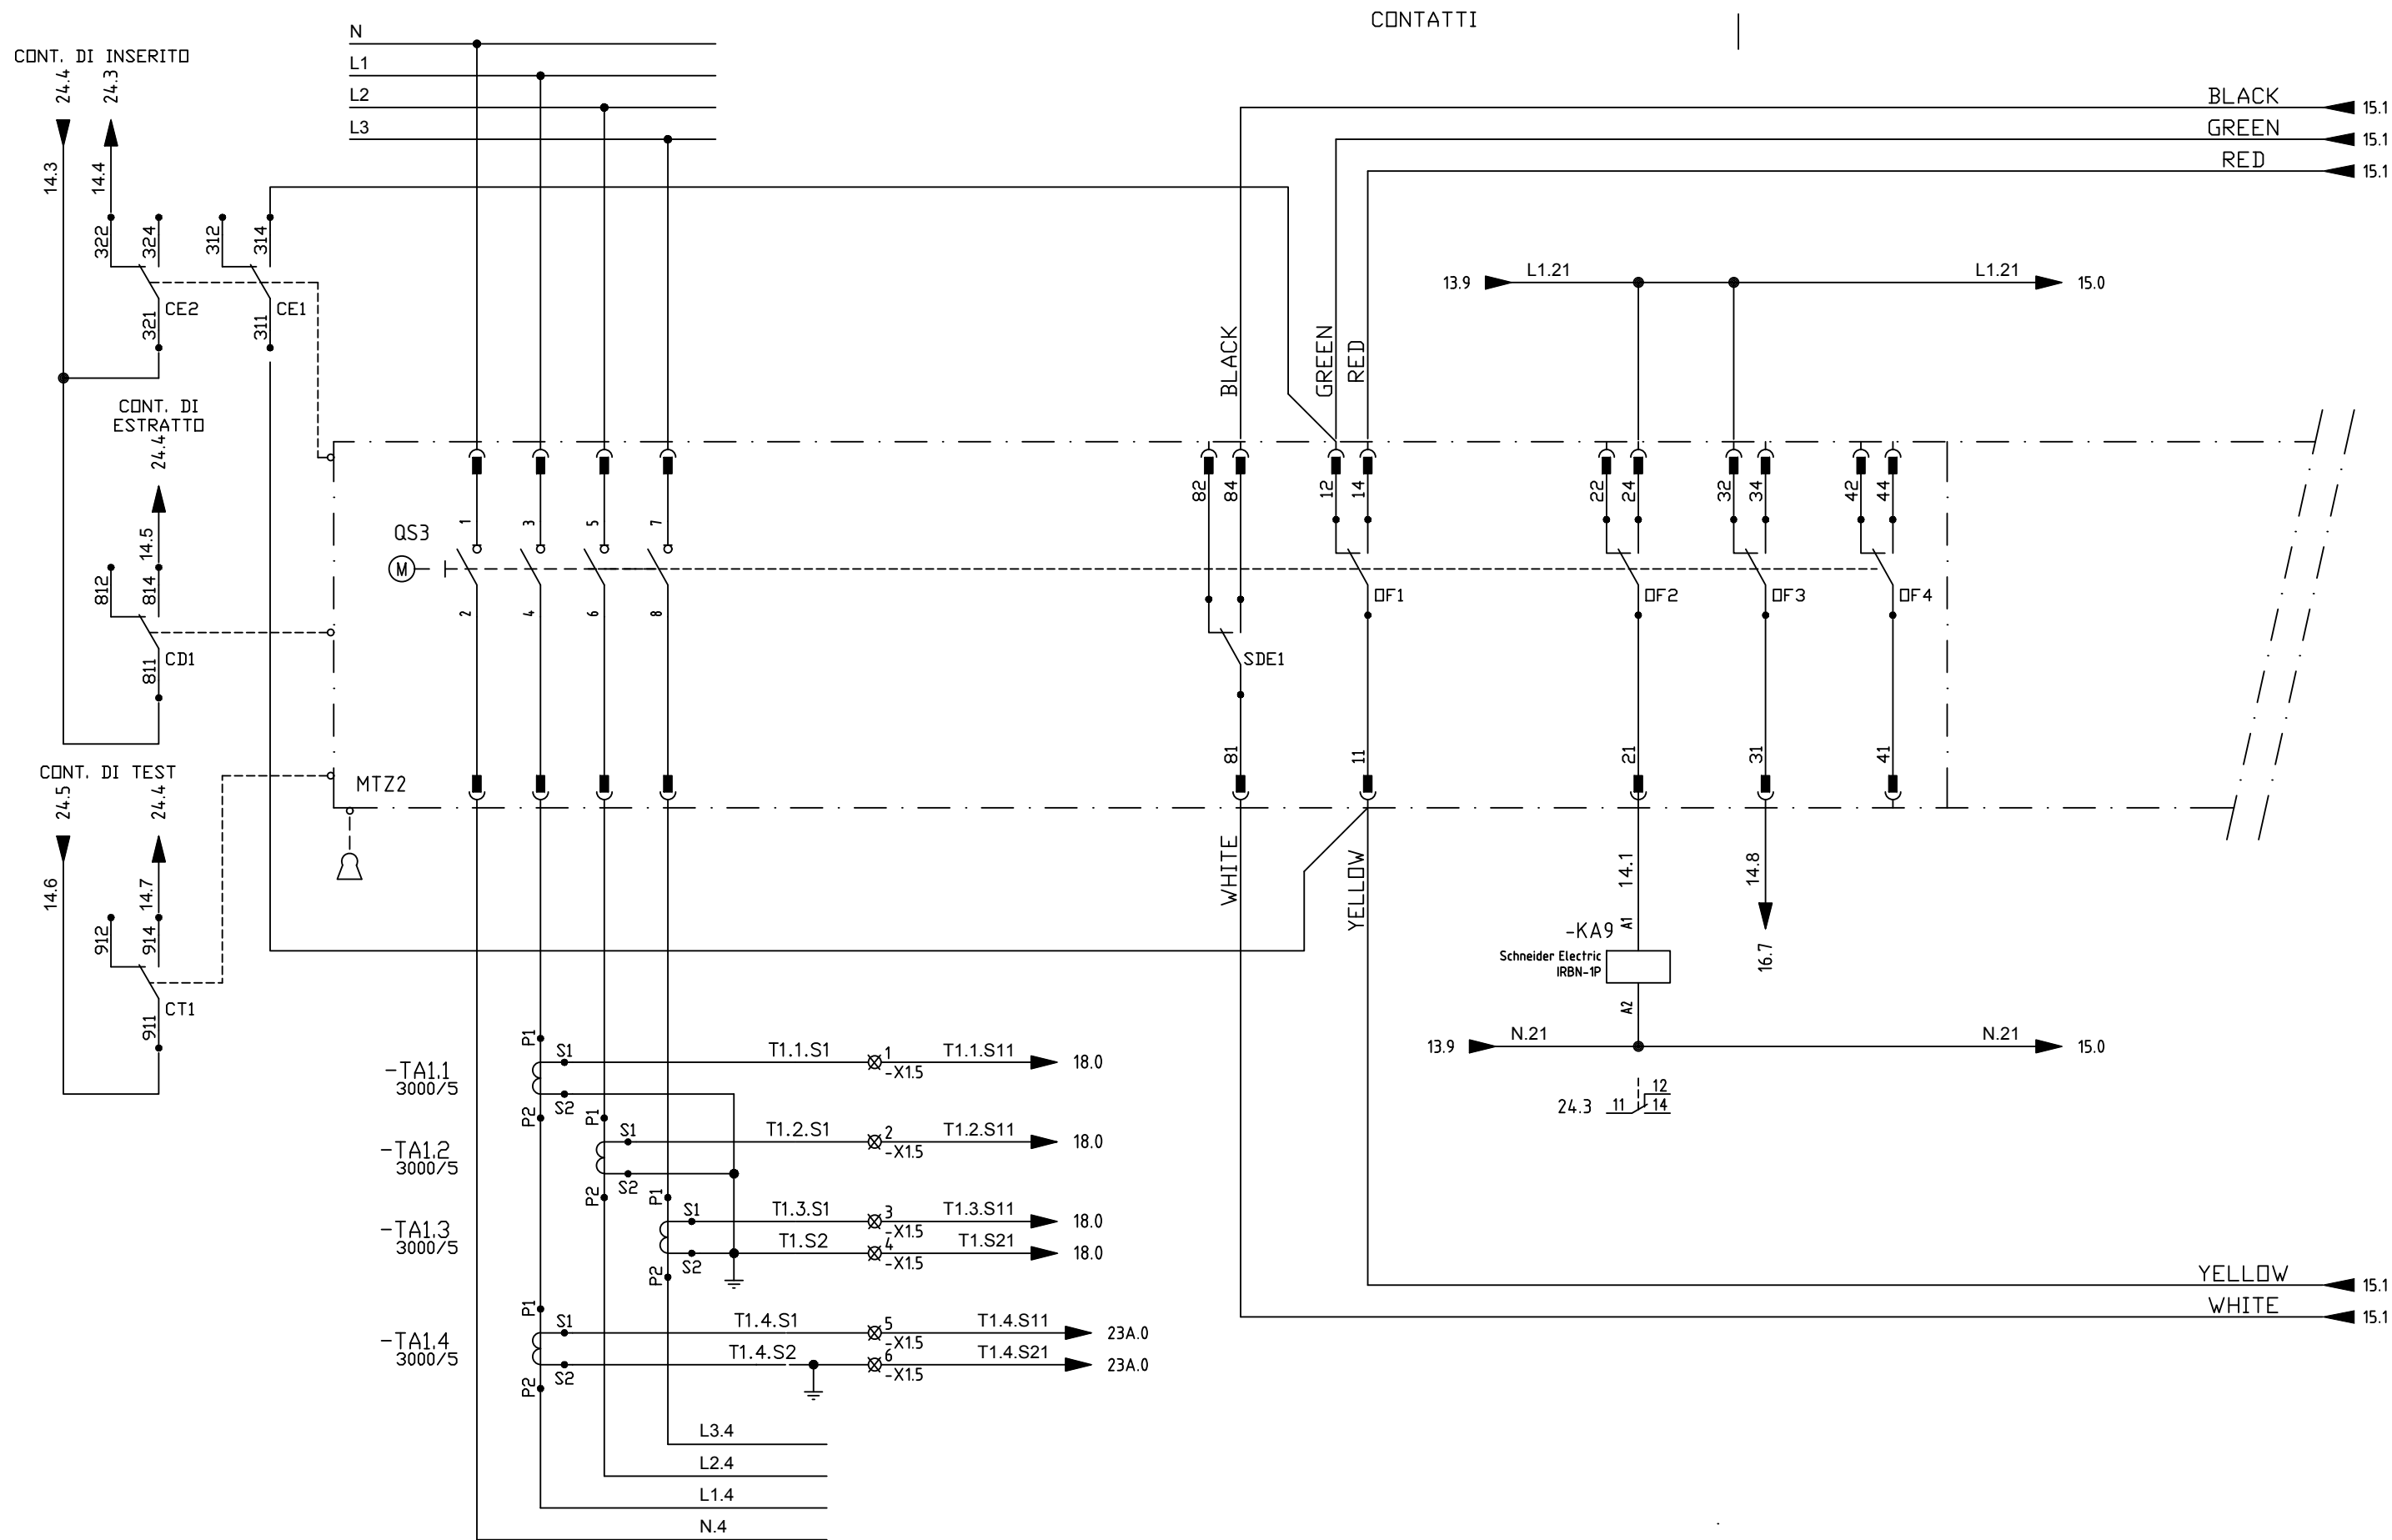 CONTATTI
N
CONT. DI INSERITO
L1
24.4
24.3
L2
L3
BLACK
15.1
GREEN
15.1
RED
15.1
14.3
14.4
322
324
312
314
CE2
CE1
321
311
13.9
L1.21
L1.21
15.0
BLACK
GREEN
RED
CONT. DI
ESTRATTO
24.4
82
84
12
14
22
24
32
34
42
44
QS3
M
1
3
5
7
2
4
6
8
14.5
812
814
CD1
811
OF1
OF2
OF3
OF4
SDE1
81
11
21
31
41
CONT. DI TEST
24.5
24.4
MTZ2
14.6
14.7
912
914
CT1
911
WHITE
YELLOW
14.1
14.8
A1
-KA9
Schneider Electric
IRBN-1P
A2
16.7
13.9
N.21
N.21
15.0
24.3
11
12
14
-TA1.1
3000/5
P1
S1
S2
P2
T1.1.S1
1
-X1.5
T1.1.S11
18.0
-TA1.2
3000/5
P1
S1
S2
P2
T1.2.S1
2
-X1.5
T1.2.S11
18.0
-TA1.3
3000/5
P1
S1
S2
P2
T1.3.S1
3
-X1.5
T1.3.S11
18.0
T1.S2
4
-X1.5
T1.S21
18.0
YELLOW
15.1
WHITE
15.1
-TA1.4
3000/5
P1
S1
S2
P2
T1.4.S1
5
-X1.5
T1.4.S11
23A.0
T1.4.S2
6
-X1.5
T1.4.S21
23A.0
L3.4
L2.4
L1.4
N.4